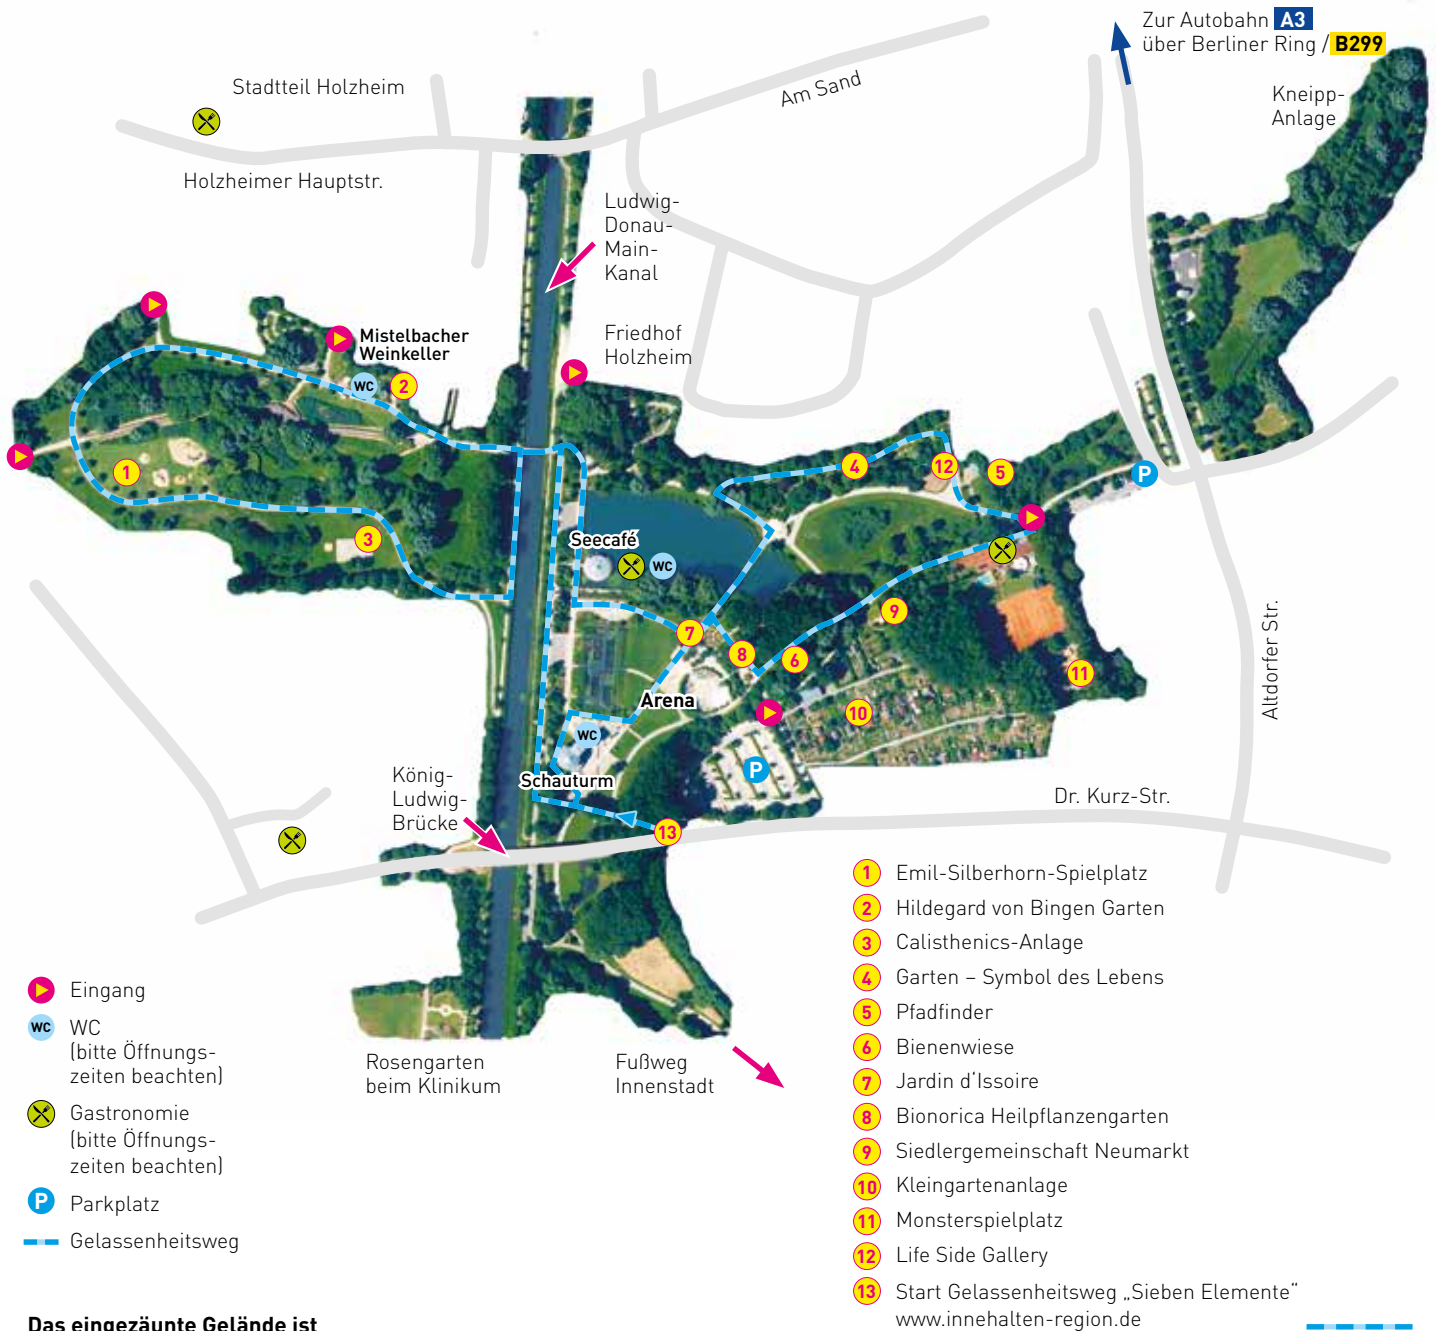 Zur Autobahn A3
über Berliner Ring / B299
Kneipp-
Anlage
Stadtteil Holzheim
Am Sand
Holzheimer Hauptstr.
Ludwig-
Donau-
Main-
Kanal
Friedhof
Holzheim
Mistelbacher
Weinkeller
WC
2
1
3
4
12
5
P
Seecafé
WC
7
8
6
9
11
10
Arena
WC
Schauturm
P
13
König-
Ludwig-
Brücke
Altdorfer Str.
Dr. Kurz-Str.
Rosengarten
beim Klinikum
Fußweg
Innenstadt
Eingang
WC WC
(bitte Öffnungs-
zeiten beachten)
Gastronomie
(bitte Öffnungs-
zeiten beachten)
P Parkplatz
Gelassenheitsweg
1 Emil-Silberhorn-Spielplatz
2 Hildegard von Bingen Garten
3 Calisthenics-Anlage
4 Garten – Symbol des Lebens
5 Pfadfinder
6 Bienenwiese
7 Jardin d'Issoire
8 Bionorica Heilpflanzengarten
9 Siedlergemeinschaft Neumarkt
10 Kleingartenanlage
11 Monsterspielplatz
12 Life Side Gallery
13 Start Gelassenheitsweg „Sieben Elemente“
www.innehalten-region.de
Das eingezäunte Gelände ist